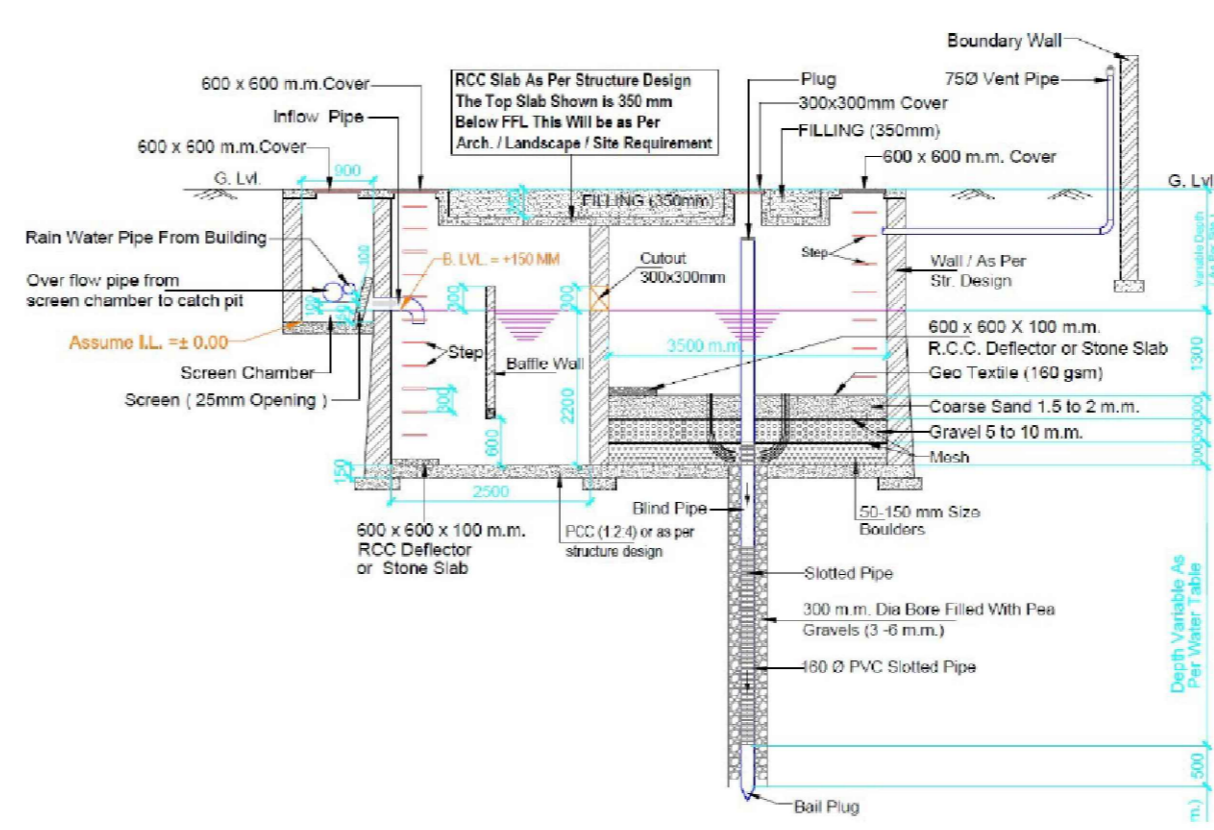 Boundary Wall
600 x 600 m.m.Cover
RCC Slab As Per Structure Design
The Top Slab Shown is 350 mm
Below FFL This Will be as Per
Arch. / Landscape / Site Requirement
Plug
75Ø Vent Pipe
300x300mm Cover
Inflow Pipe
FILLING (350mm)
600 x 600 m.m.Cover
600 x 600 m.m. Cover
900
G. Lvl.
G. Lvl
FILLING (350mm)
Rain Water Pipe From Building
100
B. LVL. = +150 MM
Cutout
300x300mm
Step
Wall / As Per
Str. Design
Variable Depth
Over flow pipe from
screen chamber to catch pit
300
300
100
Assume I.L. =± 0.00
600 x 600 X 100 m.m.
R.C.C. Deflector or Stone Slab
3500 m.m.
Step
Baffle Wall
1300
Screen Chamber
Geo Textile (160 gsm)
Screen ( 25mm Opening )
300
2200
Coarse Sand 1.5 to 2 m.m.
600
Gravel 5 to 10 m.m.
Mesh
300
150
2500
Blind Pipe
50-150 mm Size
Boulders
600 x 600 x 100 m.m.
RCC Deflector
or Stone Slab
PCC (1:2:4) or as per
structure design
Slotted Pipe
300 m.m. Dia Bore Filled With Pea
Gravels (3 -6 m.m.)
160 Ø PVC Slotted Pipe
Depth Variable As
Per Water Table
500
Bail Plug